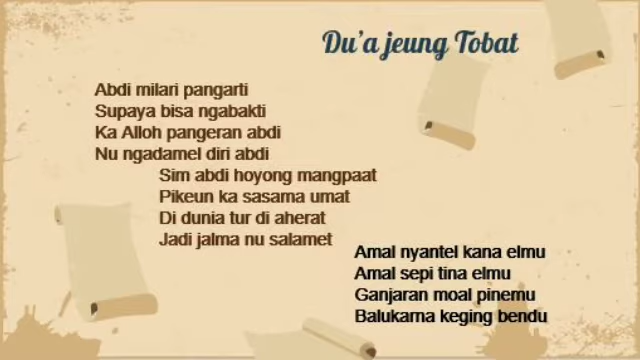 Du'a jeung Tobat
Abdi milari pangarti
Supaya bisa ngabakti
Ka Alloh pangeran abdi
Nu ngadamel diri abdi
Sim abdi hoyong mangpaat
Pikeun ka sasama umat
Di dunia tur di aherat
Jadi jalma nu salamet
Amal nyantel kana elmu
Amal sepi tina elmu
Ganjaran moal pinemu
Balukarna keging bendu